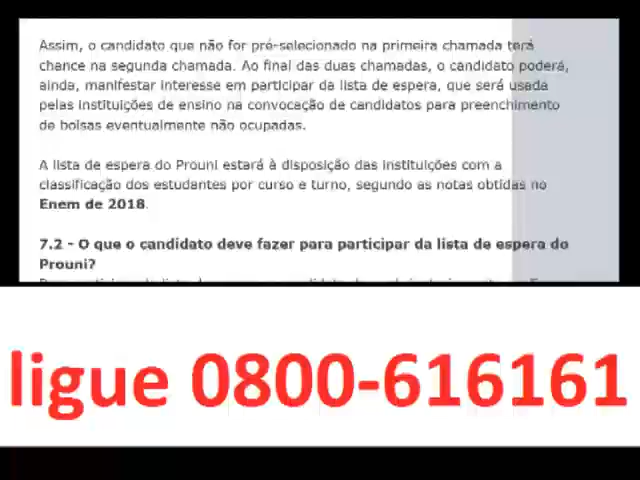 Assim, o candidato que não for pré-selecionado na primeira chamada terá
chance na segunda chamada. Ao final das duas chamadas, o candidato poderá,
ainda, manifestar interesse em participar da lista de espera, que será usada
pelas instituições de ensino na convocação de candidatos para preenchimento
de bolsas eventualmente não ocupadas.
A lista de espera do Prouni estará à disposição das instituições com a
classificação dos estudantes por curso e turno, segundo as notas obtidas no
Enem de 2018.
7.2 - O que o candidato deve fazer para participar da lista de espera do
Prouni?
ligue 0800-616161